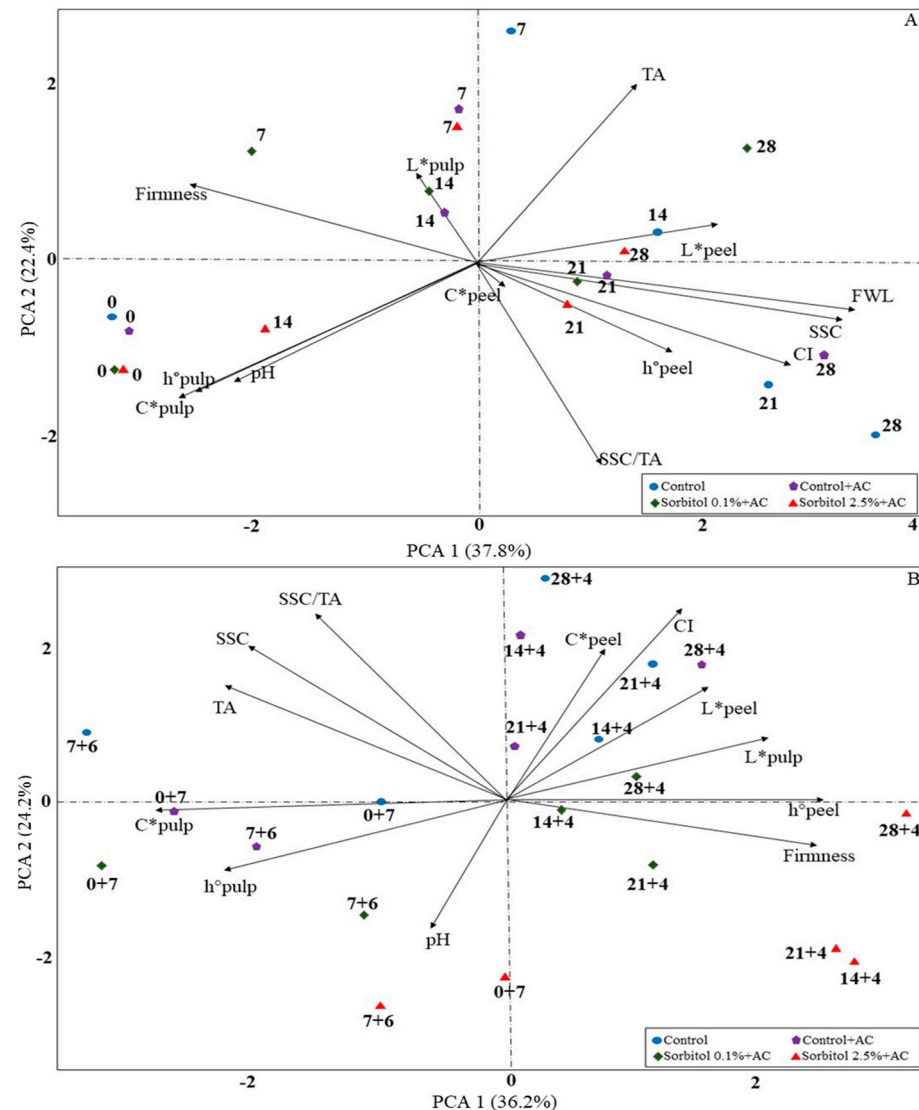 A
7
2
TA
7
7
7
28
L*pulp
14
Firmness
14
14
L*peel
28
0
21
21
C*peel
FWL
SSC
0
0
14
21
CI
28
h°peel
0
0
pH
h°pulp
C*pulp
21
28
-2
SSC/TA
PCA 2 (22.4%)
Control
Control+AC
Sorbitol 0.1%+AC
Sorbitol 2.5%+AC
-2
0
2
4
PCA 1 (37.8%)
B
28+4
SSC/TA
CI
C*peel
SSC
2
14+4
28+4
21+4
TA
L*peel
21+4
14+4
7+6
L*pulp
28+4
0+7
0
0+7
14+4
h°peel
C*pulp
28+4
7+6
Firmness
0+7
h°pulp
21+4
7+6
pH
21+4
14+4
-2
0+7
7+6
PCA 2 (24.2%)
Control
Control+AC
Sorbitol 0.1%+AC
Sorbitol 2.5%+AC
-2
0
2
PCA 1 (36.2%)